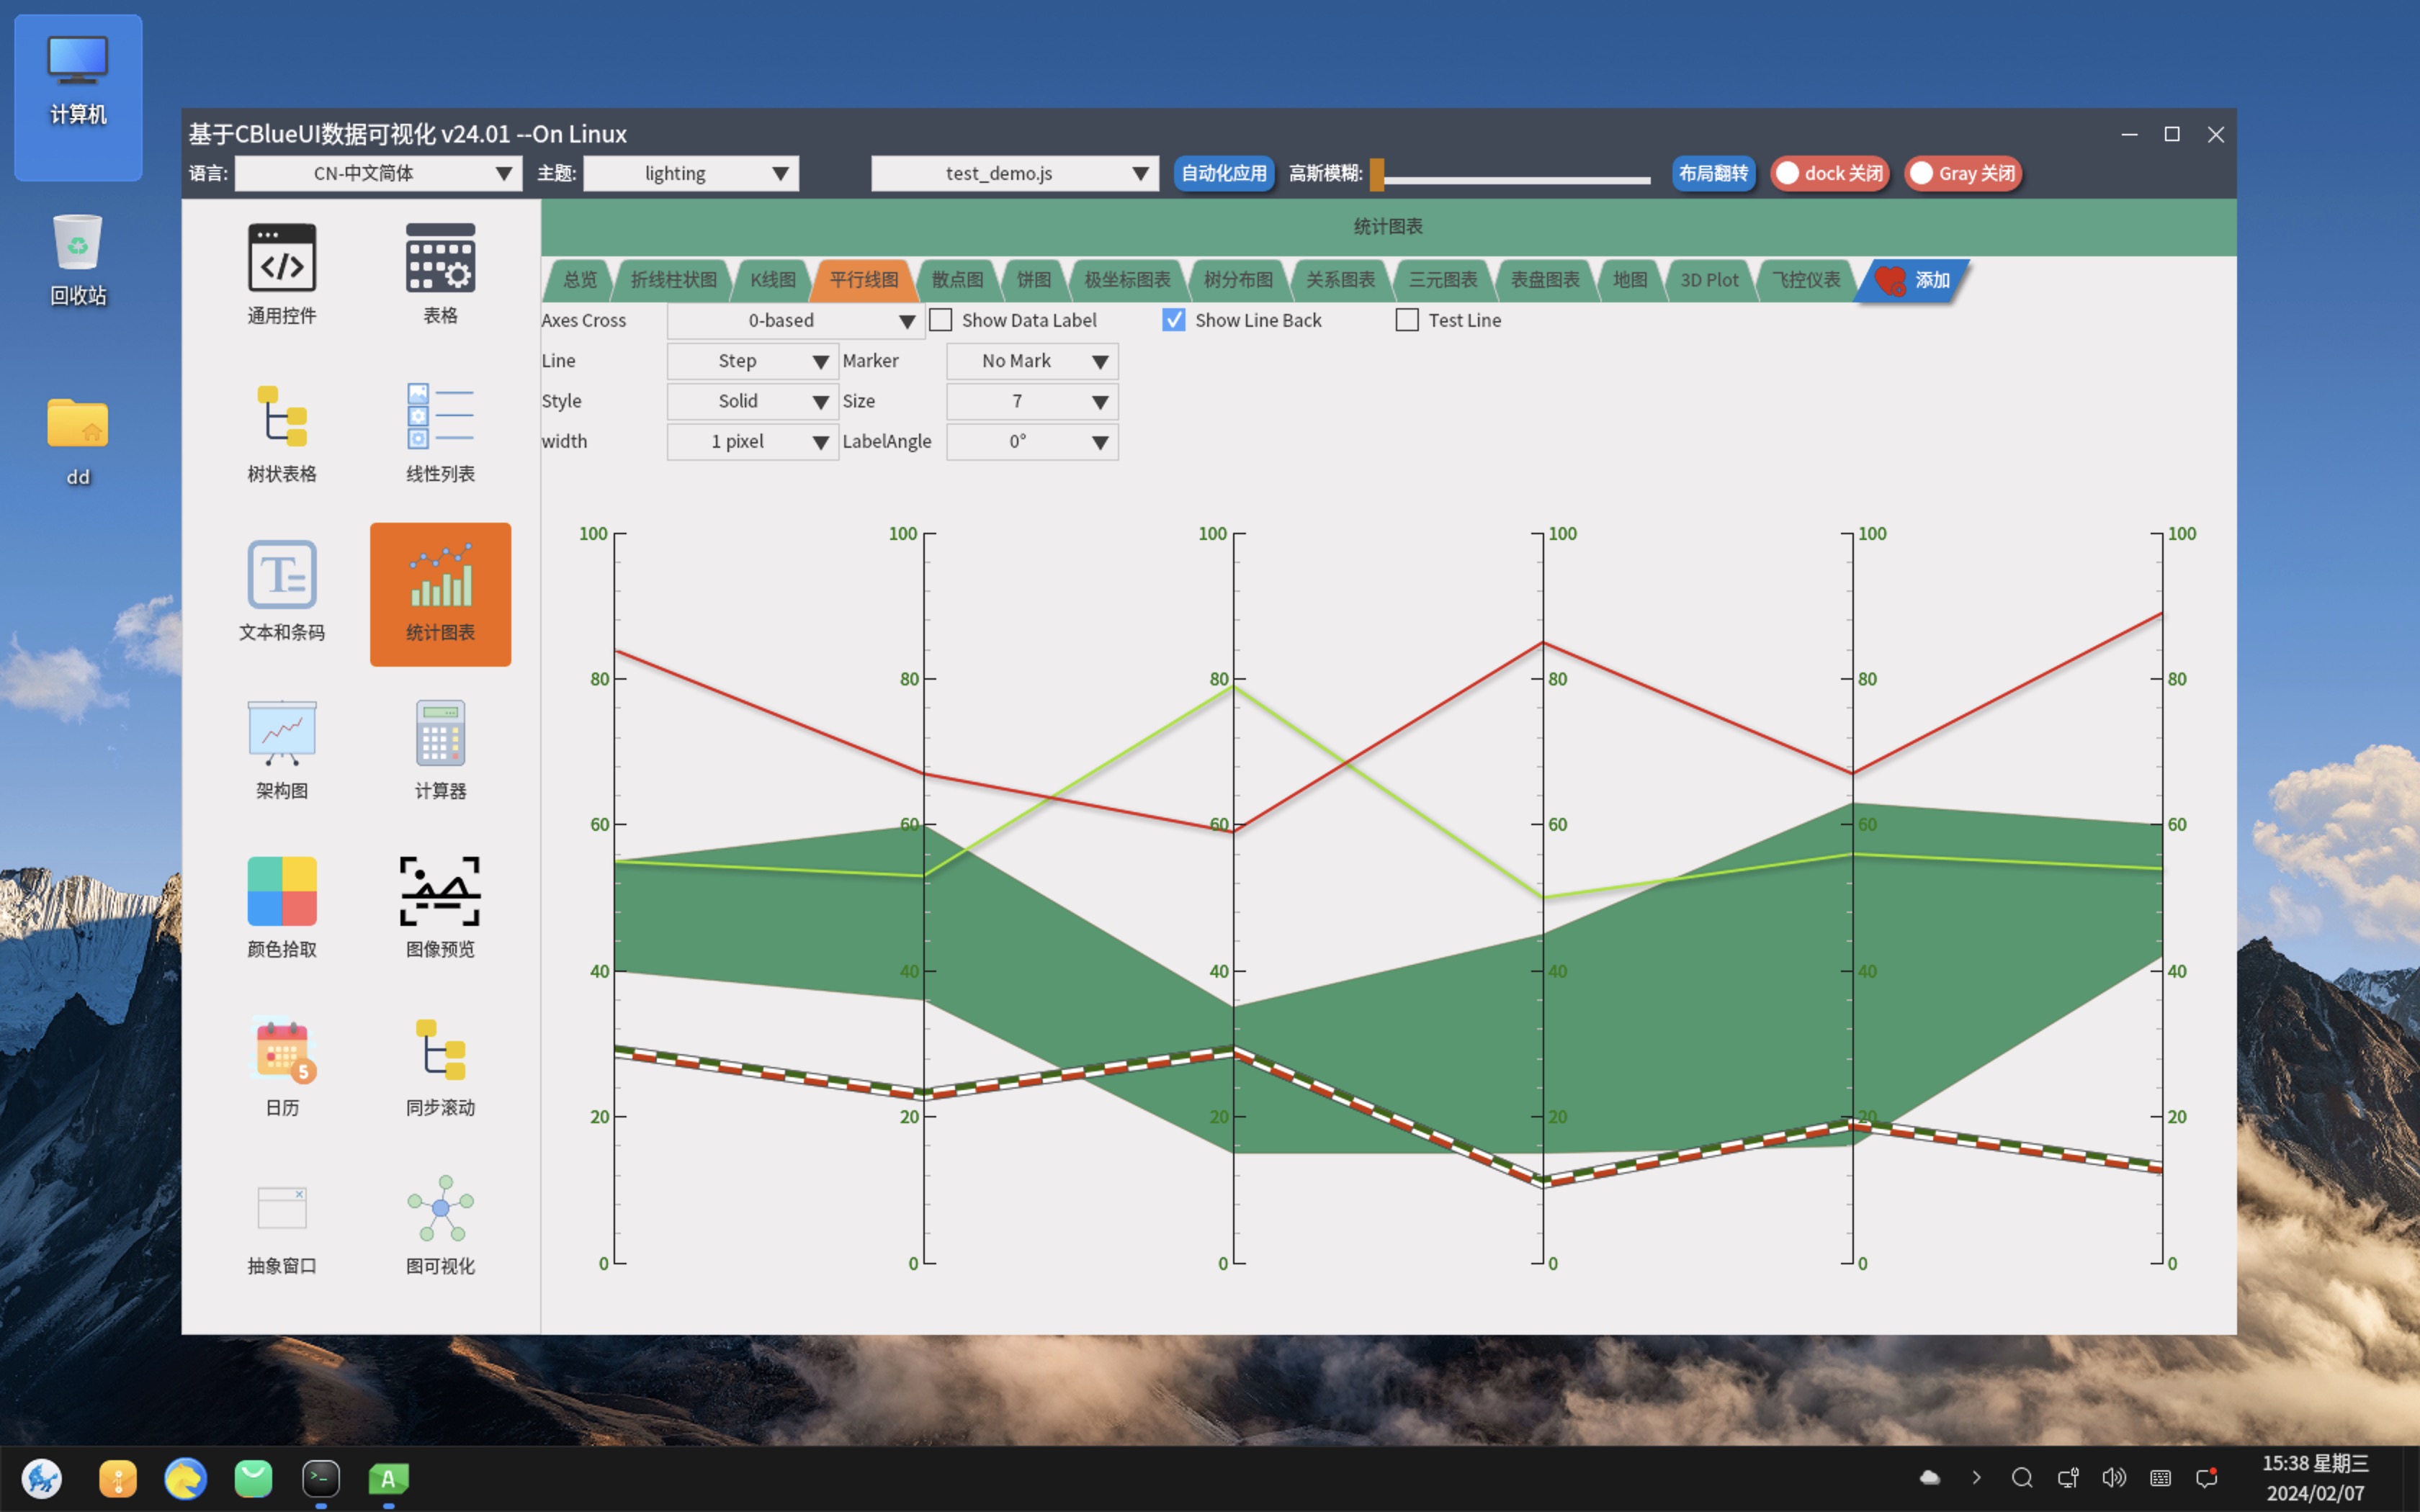 计算机
回收站
dd
基于CBlueUI数据可视化 v24.01 --On Linux
语言: CN-中文简体 主题: lighting test_demo.js 自动化应用 高斯模糊: 布局翻转 dock 关闭 Gray 关闭
通用控件 表格
树状表格 线性列表
文本和条码 统计图表
架构图 计算器
颜色拾取 图像预览
5
日历 同步滚动
抽象窗口 图可视化
统计图表
总览 折线柱状图 K线图 平行线图 散点图 饼图 极坐标图表 树分布图 关系图表 三元图表 表盘图表 地图 3D Plot 飞控仪表 添加
Axes Cross 0-based Show Data Label Show Line Back Test Line
Line Step Marker No Mark
Style Solid Size 7
width 1 pixel LabelAngle 0°
100 100 100 100 100 100
80 80 80 80 80 80
60 60 60 60 60 60
40 40 40 40 40 40
20 20 20 20 20 20
0 0 0 0 0 0
A
15:38 星期三
2024/02/07